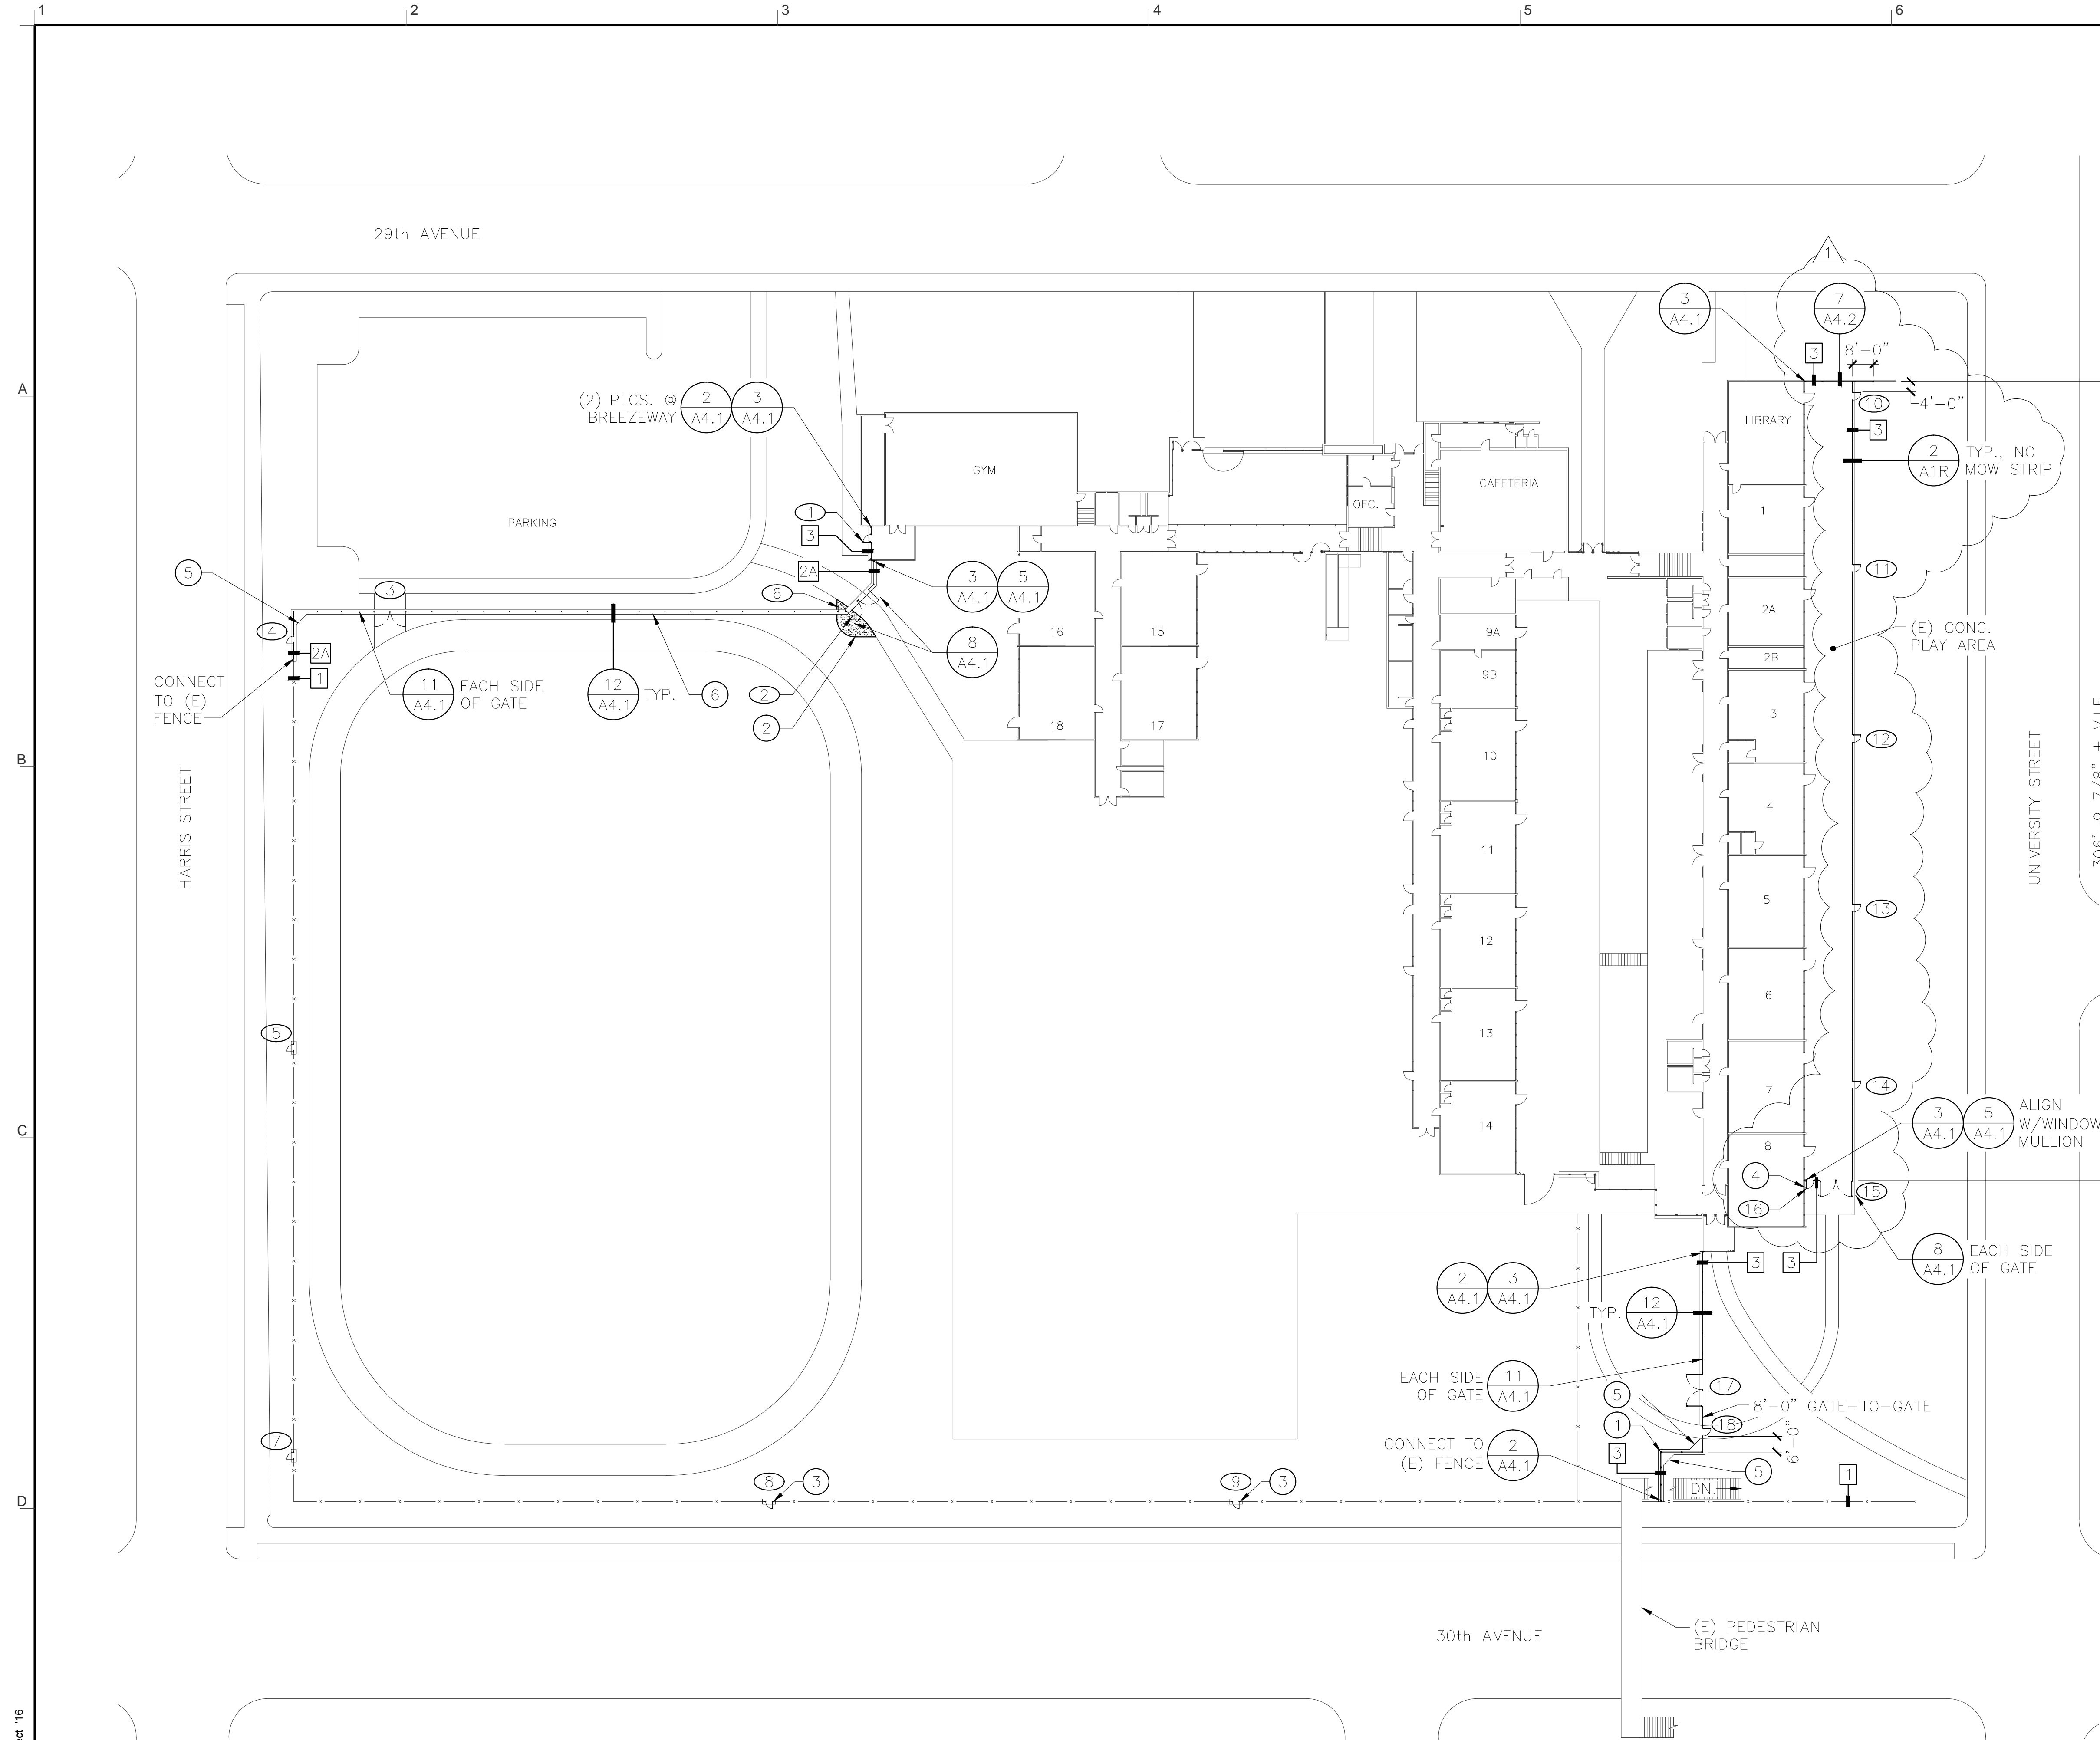 1
2
3
4
5
6
29th AVENUE
1
3
A4.1
7
A4.2
3
8'-0"
A
(2) PLCS. @
BREEZEWAY
2
A4.1
3
A4.1
10
4'-0"
LIBRARY
3
2
A1R
TYP., NO
MOW STRIP
GYM
CAFETERIA
OFC.
PARKING
1
3
1
2A
11
5
3
6
3
A4.1
5
A4.1
2A
4
16
15
9A
(E) CONC.
PLAY AREA
2A
8
A4.1
2B
9B
CONNECT
TO (E)
FENCE
1
11
A4.1
EACH SIDE
OF GATE
12
A4.1
TYP.
6
2
2
18
17
3
12
B
10
HARRIS STREET
UNIVERSITY STREET
306'-9 7/8" ± V.I.F.
4
11
5
13
12
6
5
13
7
14
C
14
8
3
A4.1
5
A4.1
ALIGN
W/WINDOW
MULLION
4
16
15
8
A4.1
EACH SIDE
OF GATE
3
3
2
A4.1
3
A4.1
TYP.
12
A4.1
EACH SIDE
OF GATE
11
A4.1
17
5
8'-0" GATE-TO-GATE
1
18
6'-0"
7
CONNECT TO
(E) FENCE
2
A4.1
3
5
1
8
3
9
3
DN.
D
(E) PEDESTRIAN
BRIDGE
30th AVENUE
ect '16